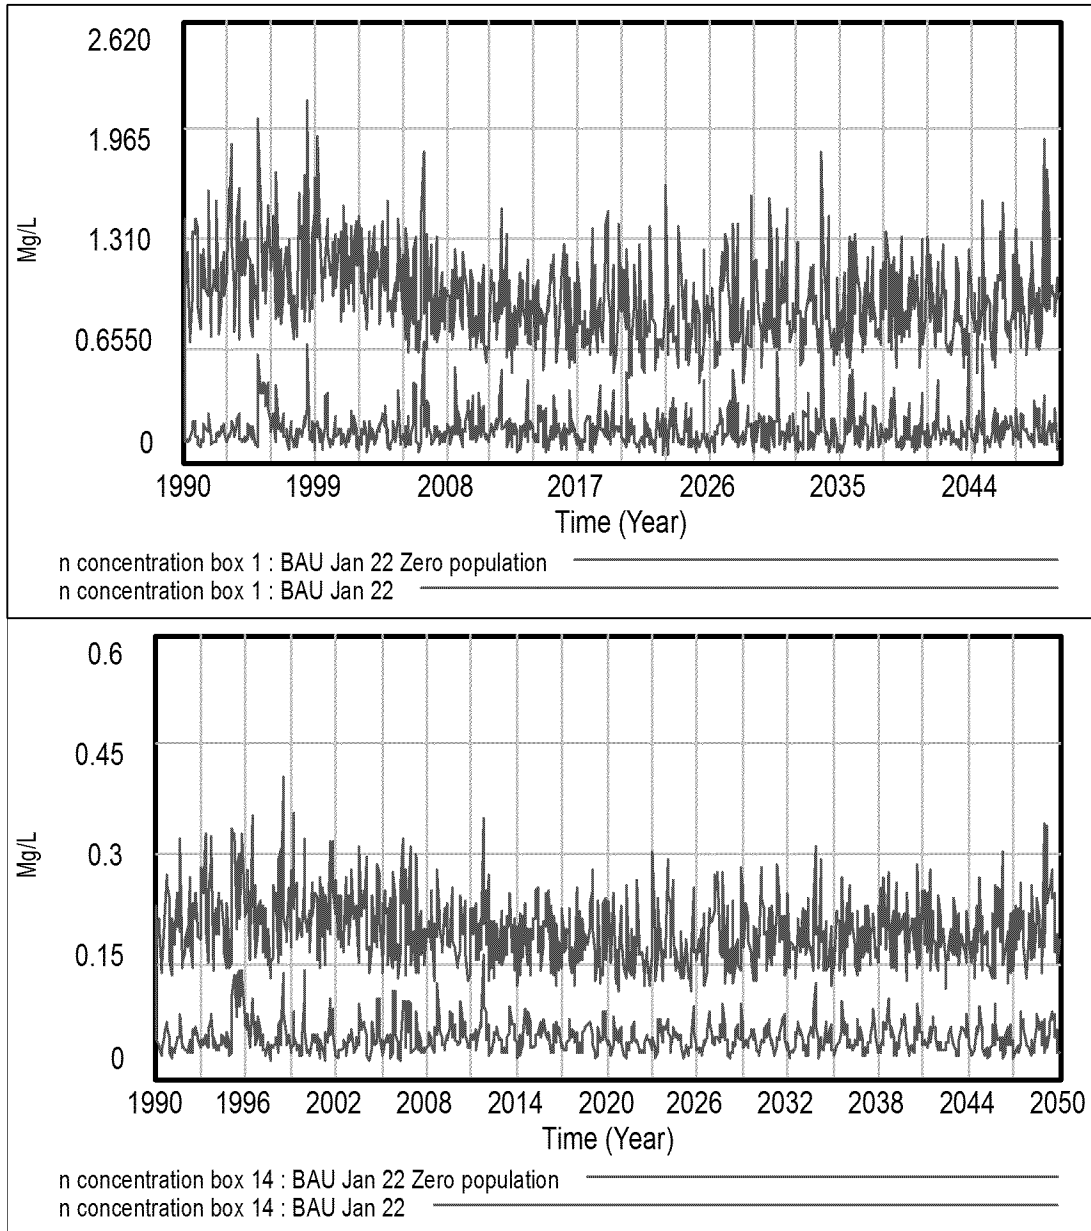 2.620
1.965
1.310
0.6550
0
Mg/L
1990 1999 2008 2017 2026 2035 2044
Time (Year)
n concentration box 1 : BAU Jan 22 Zero population
n concentration box 1 : BAU Jan 22
0.6
0.45
0.3
0.15
0
Mg/L
1990 1996 2002 2008 2014 2020 2026 2032 2038 2044 2050
Time (Year)
n concentration box 14 : BAU Jan 22 Zero population
n concentration box 14 : BAU Jan 22